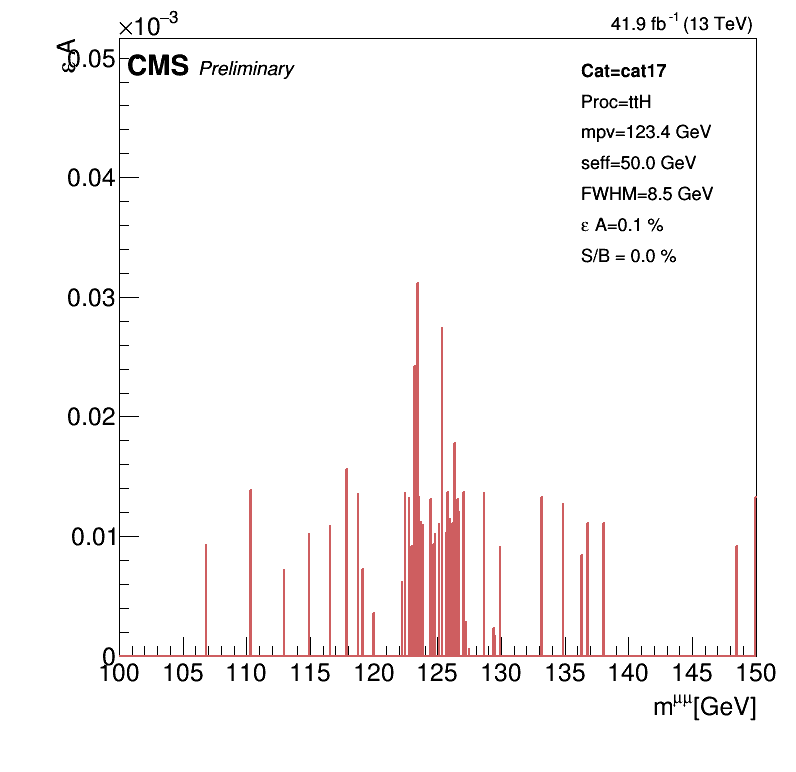 ×10⁻³
41.9 fb⁻¹ (13 TeV)
ε A
CMS Preliminary
Cat=cat17
Proc=ttH
mpv=123.4 GeV
seff=50.0 GeV
FWHM=8.5 GeV
ε A=0.1 %
S/B = 0.0 %
0.05
0.04
0.03
0.02
0.01
0
100 105 110 115 120 125 130 135 140 145 150
m^μμ[GeV]